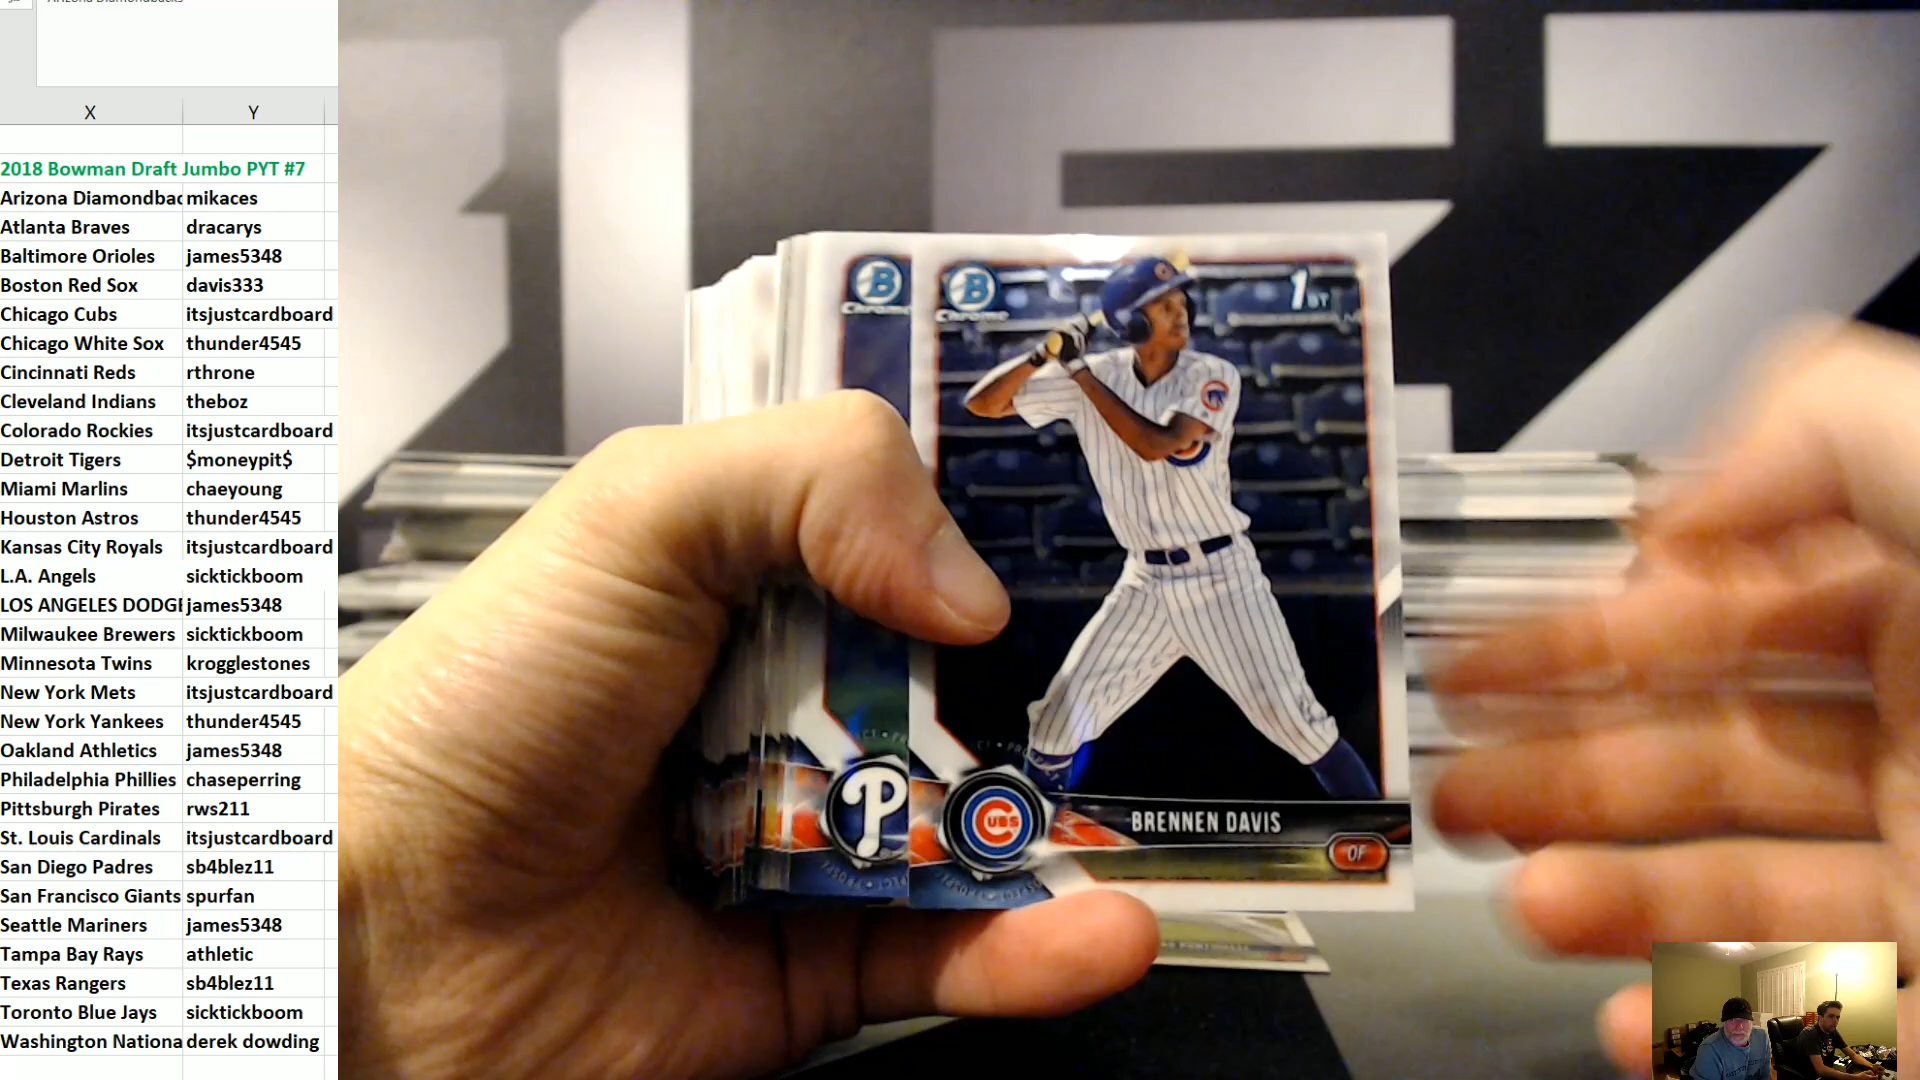 X Y
2018 Bowman Draft Jumbo PYT #7
Arizona Diamondbac mikaces
Atlanta Braves dracarys
Baltimore Orioles james5348
Boston Red Sox davis333
Chicago Cubs itsjustcardboard
Chicago White Sox thunder4545
Cincinnati Reds rthrone
Cleveland Indians theboz
Colorado Rockies itsjustcardboard
Detroit Tigers $moneypit$
Miami Marlins chaeyoung
Houston Astros thunder4545
Kansas City Royals itsjustcardboard
L.A. Angels sicktickboom
LOS ANGELES DODGE james5348
Milwaukee Brewers sicktickboom
Minnesota Twins krogglestones
New York Mets itsjustcardboard
New York Yankees thunder4545
Oakland Athletics james5348
Philadelphia Phillies chaseperring
Pittsburgh Pirates rws211
St. Louis Cardinals itsjustcardboard
San Diego Padres sb4blez11
San Francisco Giants spurfan
Seattle Mariners james5348
Tampa Bay Rays athletic
Texas Rangers sb4blez11
Toronto Blue Jays sicktickboom
Washington Nationa derek dowding
B B 1ST
Chrome Chrome
P CUBS
BRENNEN DAVIS
OF